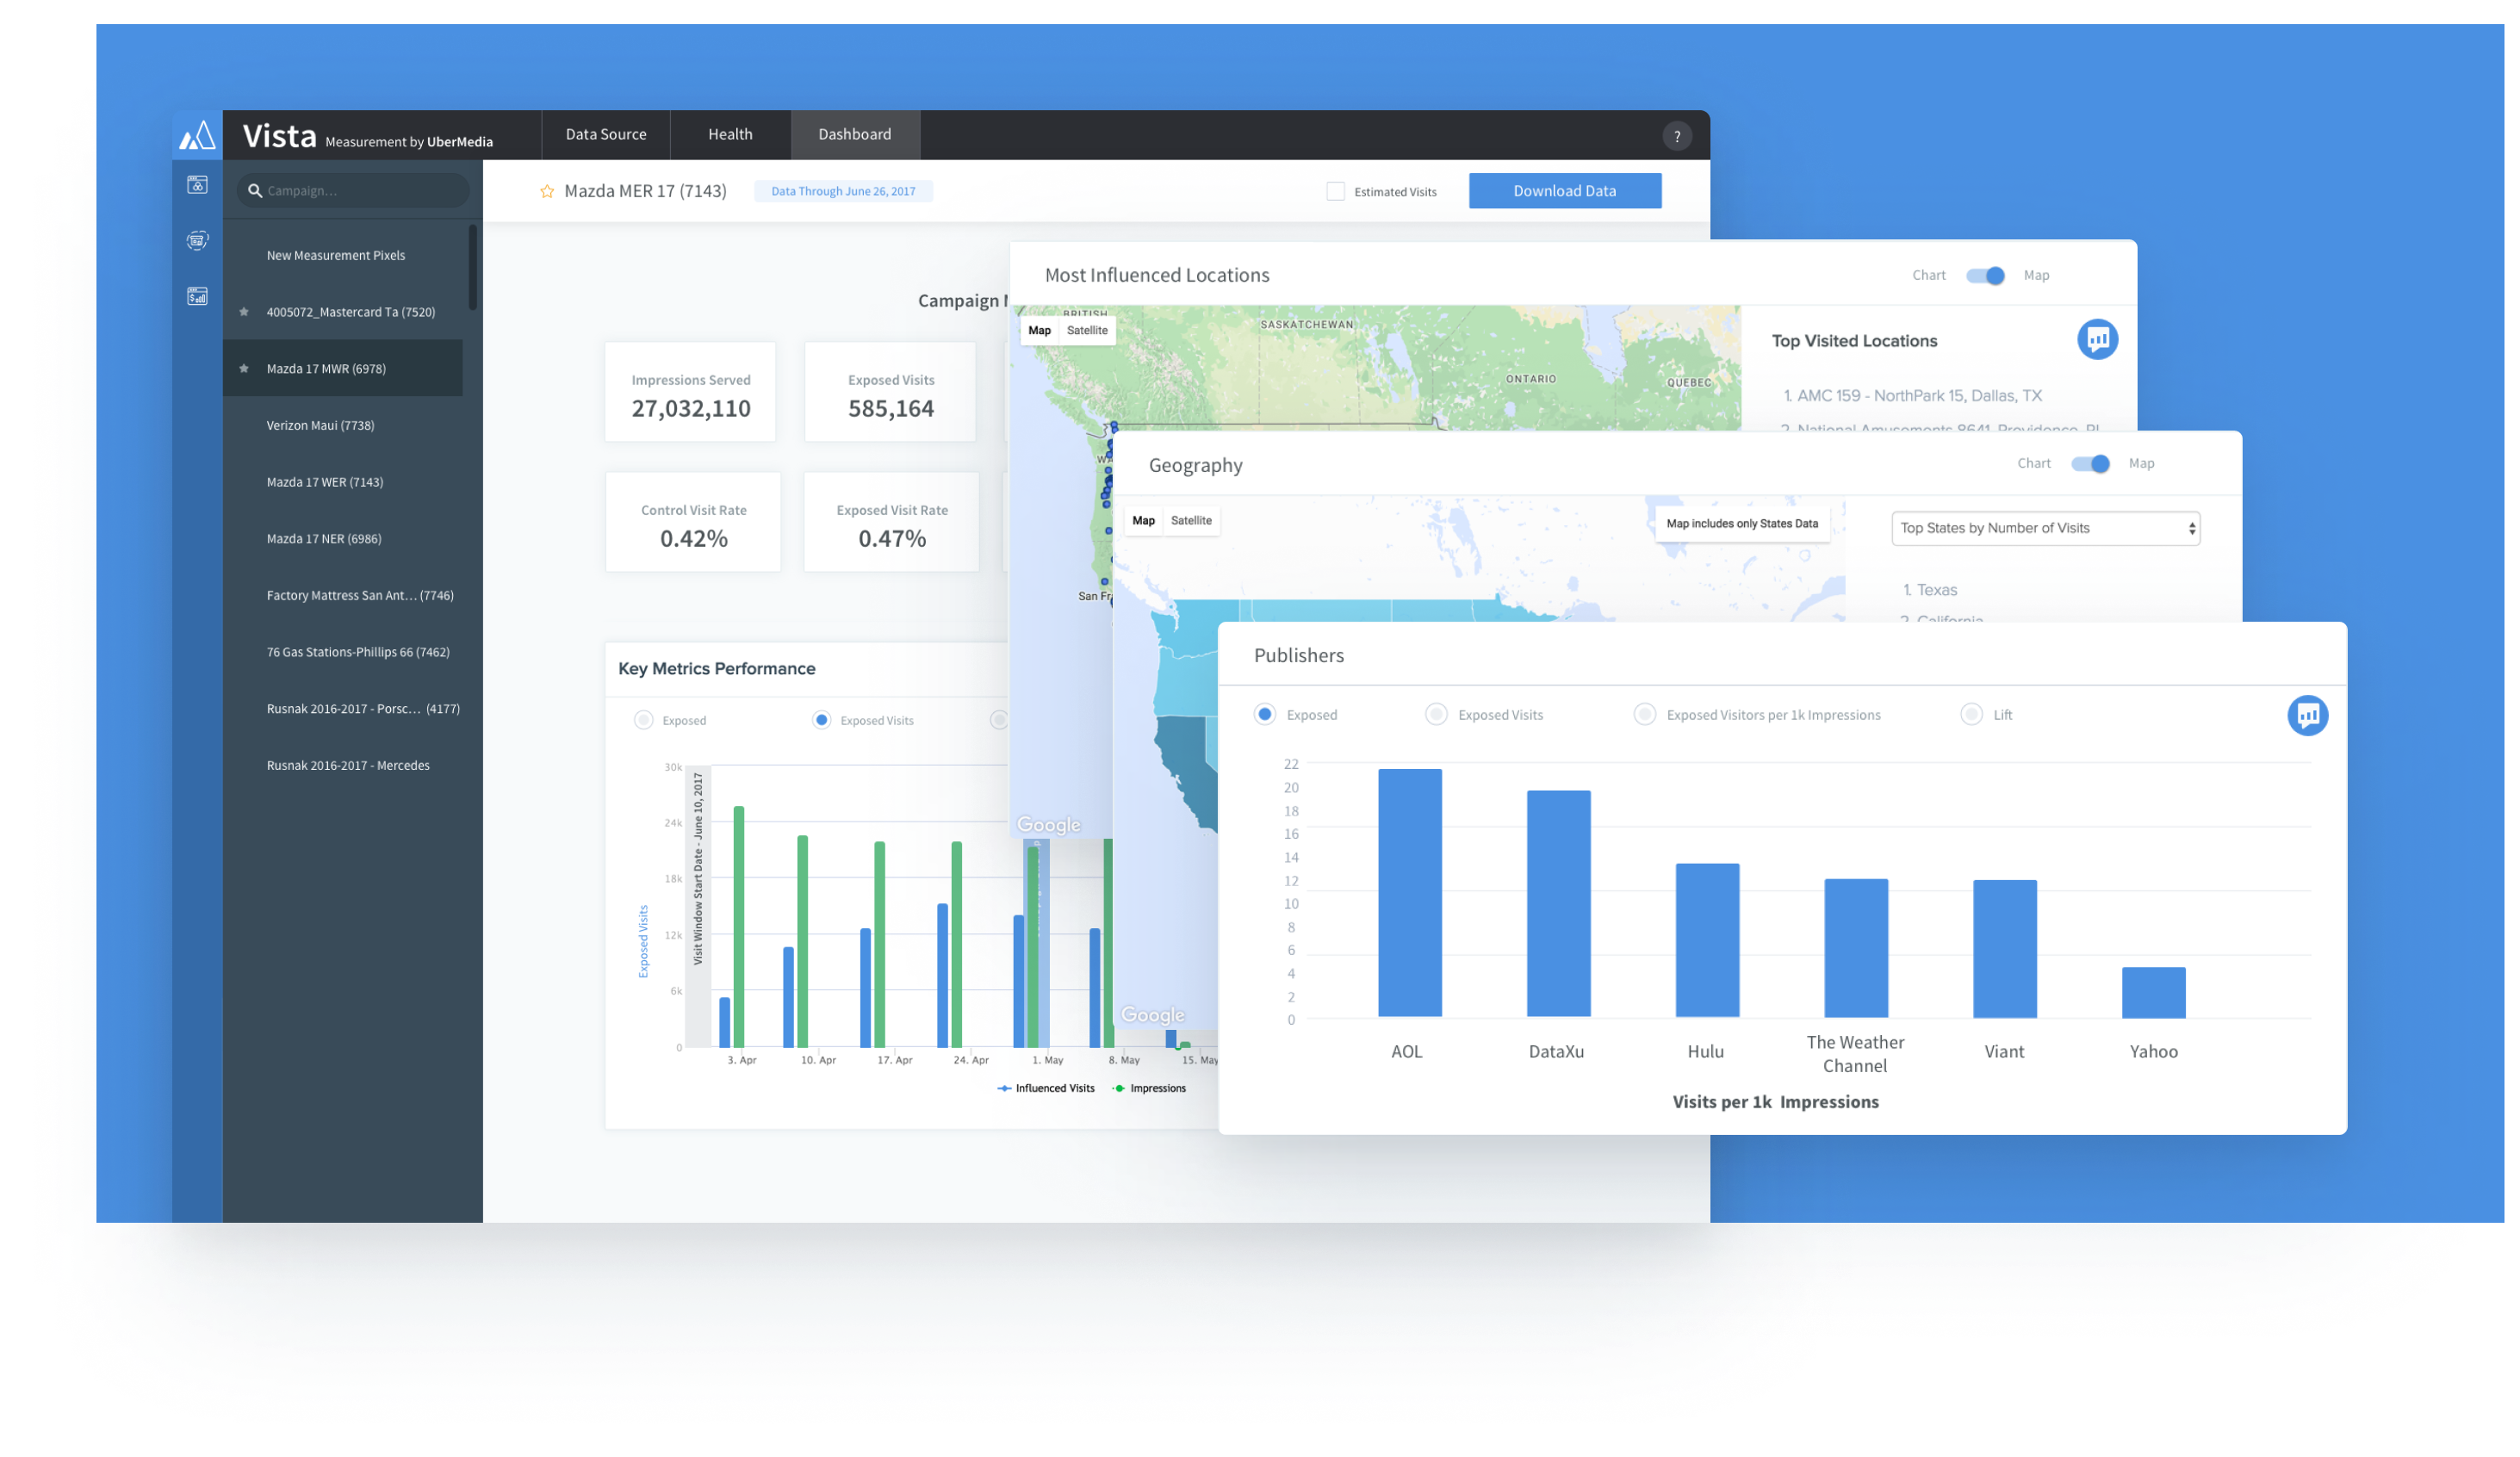 Vista Measurement by UberMedia
Data Source
Health
Dashboard
?
Campaign...
New Measurement Pixels
4005072_Mastercard Ta (7520)
Mazda 17 MWR (6978)
Verizon Maui (7738)
Mazda 17 WER (7143)
Mazda 17 NER (6986)
Factory Mattress San Ant... (7746)
76 Gas Stations-Phillips 66 (7462)
Rusnak 2016-2017 - Porsc... (4177)
Rusnak 2016-2017 - Mercedes
Mazda MER 17 (7143)
Data Through June 26, 2017
Estimated Visits
Download Data
Campaign
Impressions Served
27,032,110
Exposed Visits
585,164
Control Visit Rate
0.42%
Exposed Visit Rate
0.47%
Key Metrics Performance
Exposed
Exposed Visits
30k
24k
18k
12k
6k
0
Exposed Visits
Visit Window Start Date - June 10, 2017
3. Apr
10. Apr
17. Apr
24. Apr
1. May
8. May
15. May
Influenced Visits
Impressions
Most Influenced Locations
Chart
Map
Map
Satellite
BRITISH
SASKATCHEWAN
ONTARIO
QUEBEC
WA
San Fr
Google
Top Visited Locations
1. AMC 159 - NorthPark 15, Dallas, TX
2. National Amusements 8641, Providence, RI
Geography
Chart
Map
Map
Satellite
Map includes only States Data
Google
Top States by Number of Visits
1. Texas
2. California
Publishers
Exposed
Exposed Visits
Exposed Visitors per 1k Impressions
Lift
22
20
18
16
14
12
10
8
6
4
2
0
AOL
DataXu
Hulu
The Weather
Channel
Viant
Yahoo
Visits per 1k Impressions